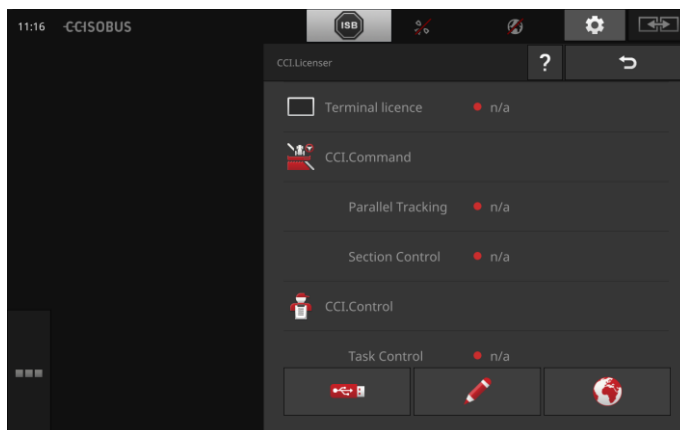 11:16 -CCISOBUS
ISB
CCI.Licenser
?
Terminal licence n/a
CCI.Command
Parallel Tracking n/a
Section Control n/a
CCI.Control
Task Control n/a